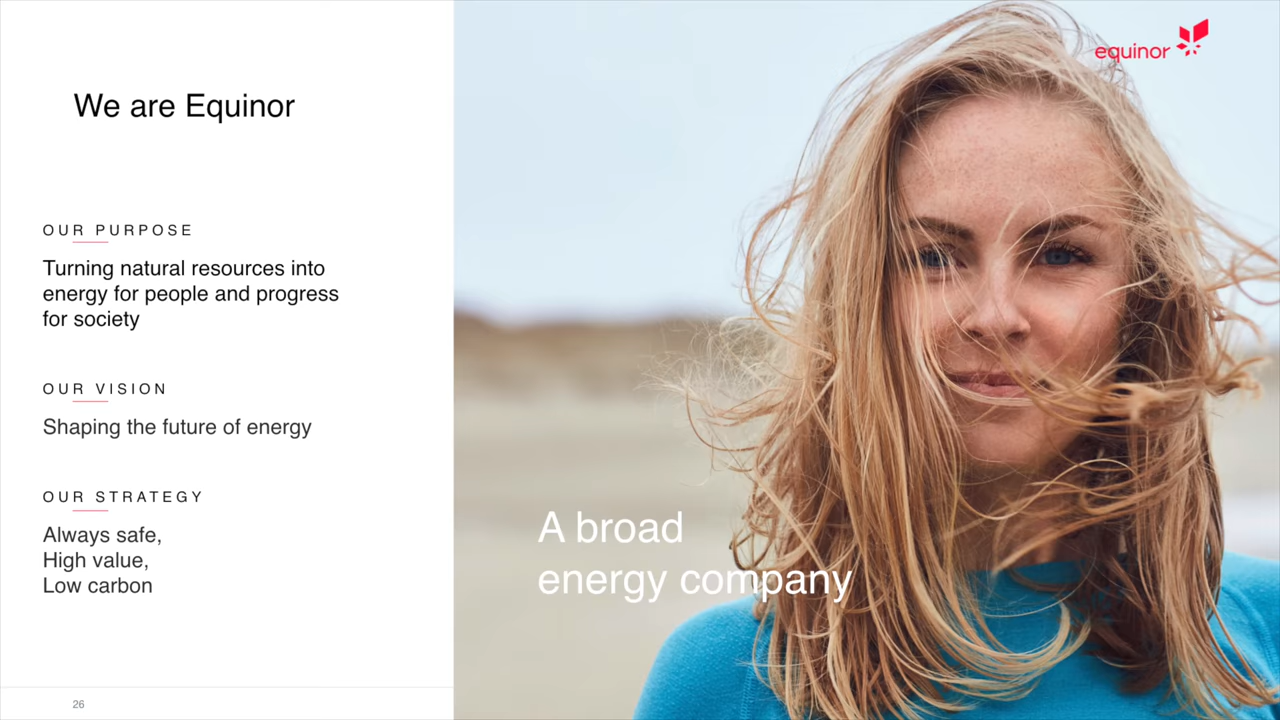 We are Equinor
OUR PURPOSE
Turning natural resources into
energy for people and progress
for society
OUR VISION
Shaping the future of energy
OUR STRATEGY
Always safe,
High value,
Low carbon
26
equinor
A broad
energy company